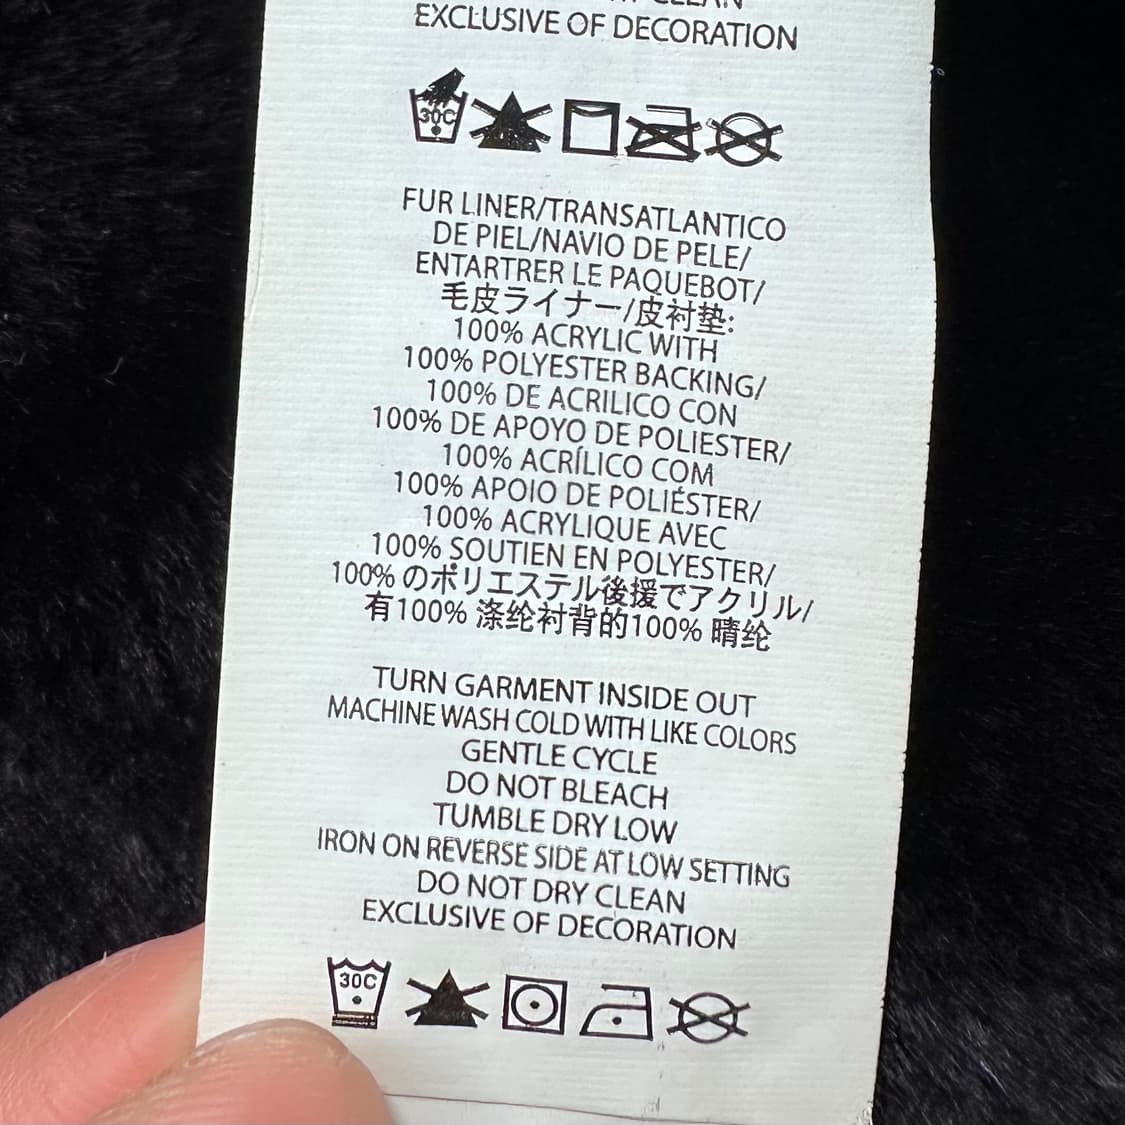 CLEAN
EXCLUSIVE OF DECORATION
30C
FUR LINER/TRANSATLANTICO
DE PIEL/NAVIO DE PELE/
ENTARTRER LE PAQUEBOT/
毛皮ライナー/皮衬垫:
100% ACRYLIC WITH
100% POLYESTER BACKING/
100% DE ACRILICO CON
100% DE APOYO DE POLIESTER/
100% ACRÍLICO COM
100% APOIO DE POLIÉSTER/
100% ACRYLIQUE AVEC
100% SOUTIEN EN POLYESTER/
100% のポリエステル後援でアクリル/
有100% 涤纶衬背的100% 晴纶
TURN GARMENT INSIDE OUT
MACHINE WASH COLD WITH LIKE COLORS
GENTLE CYCLE
DO NOT BLEACH
TUMBLE DRY LOW
IRON ON REVERSE SIDE AT LOW SETTING
DO NOT DRY CLEAN
EXCLUSIVE OF DECORATION
30C